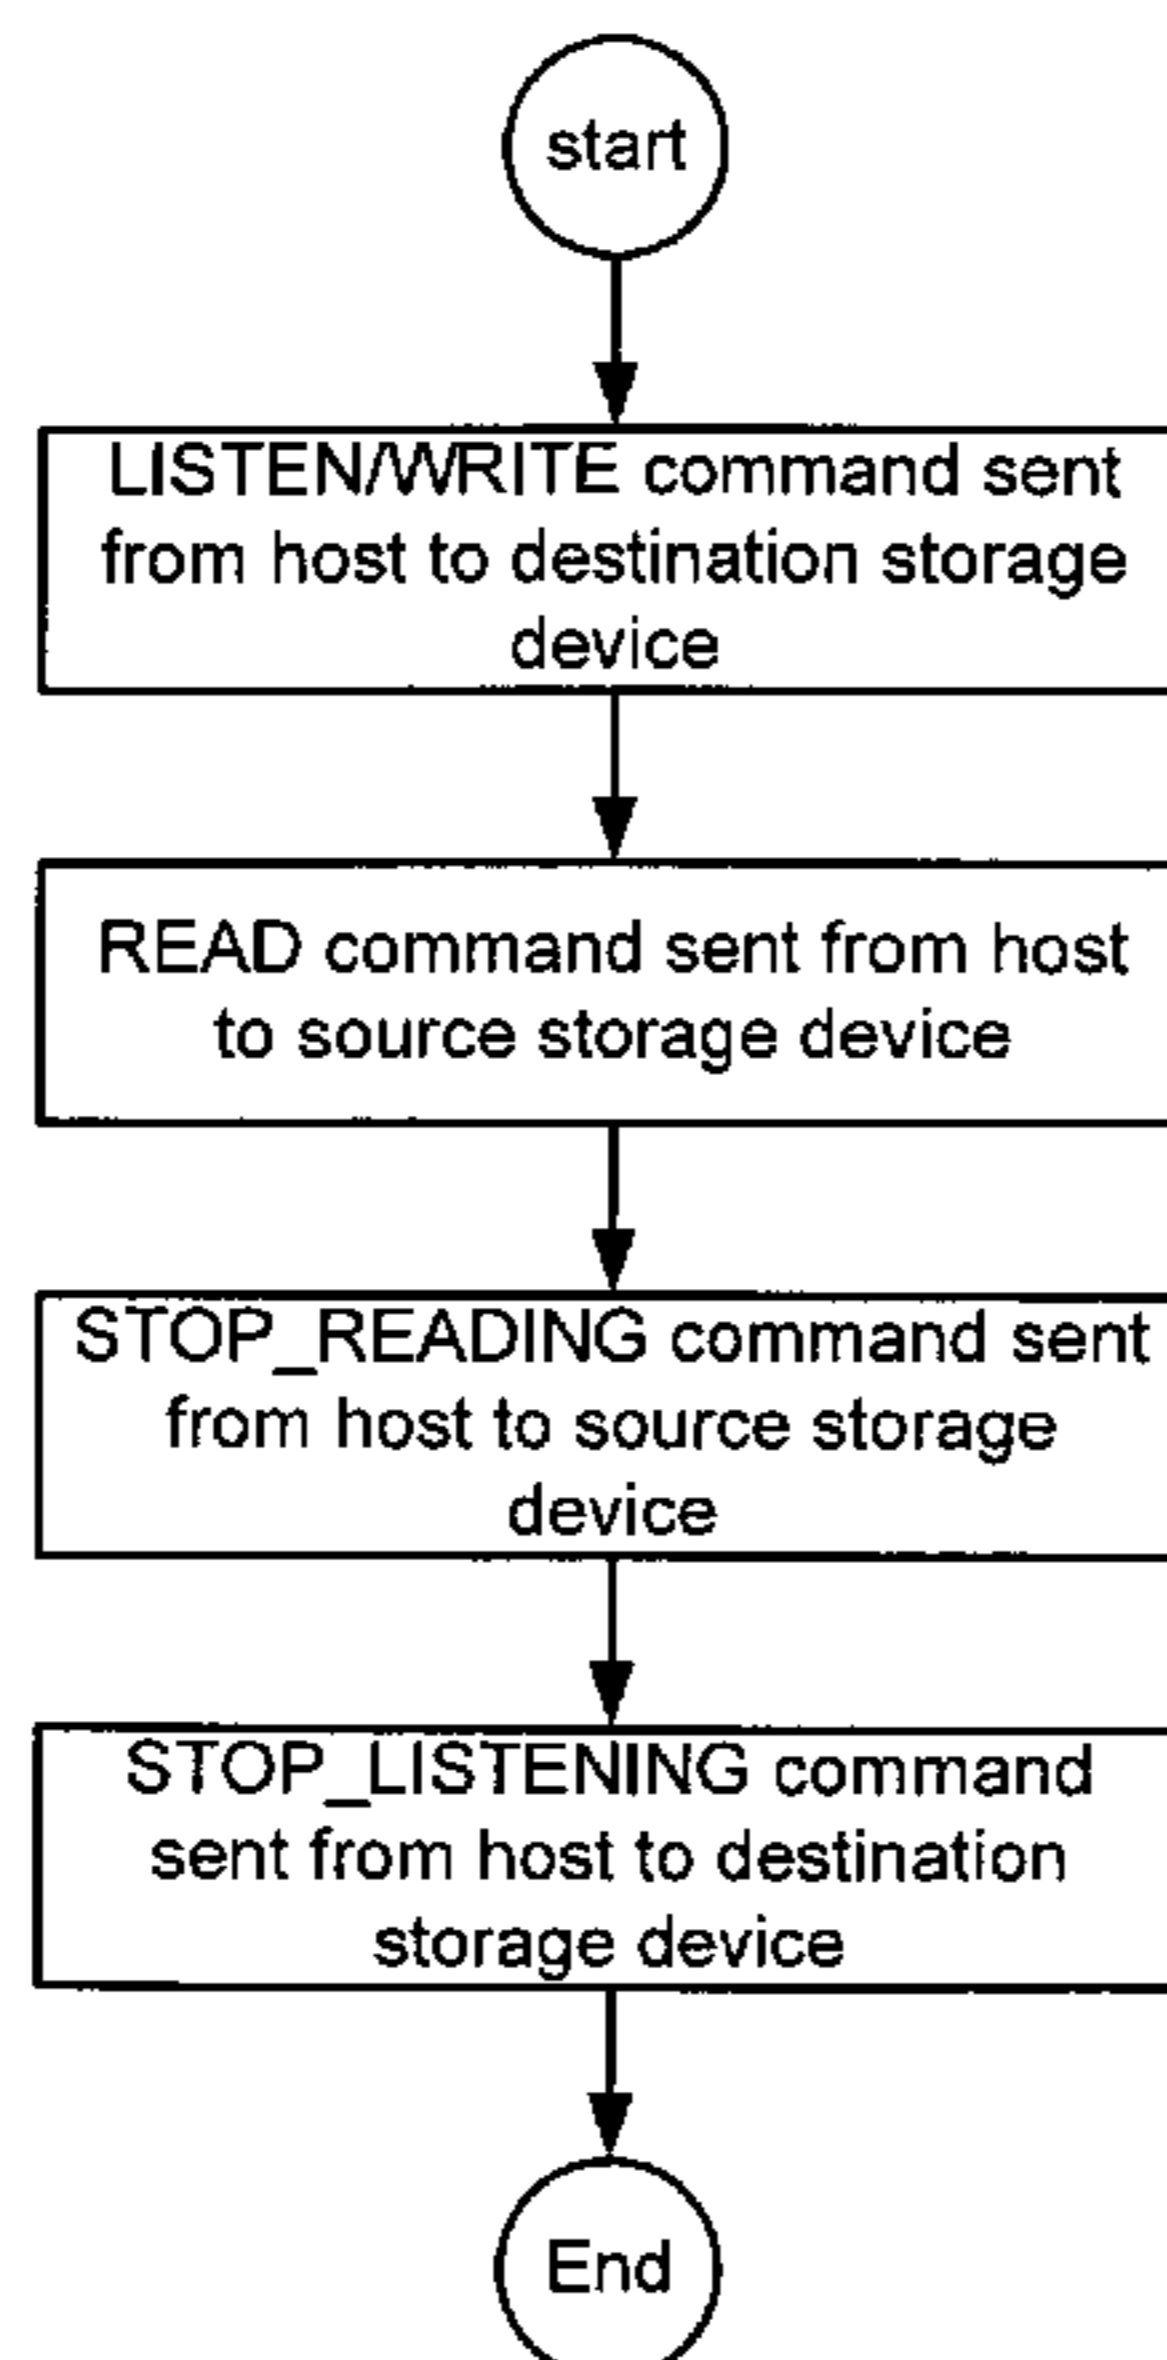 start
LISTEN/WRITE command sent
from host to destination storage
device
READ command sent from host
to source storage device
STOP_READING command sent
from host to source storage
device
STOP_LISTENING command
sent from host to destination
storage device
End